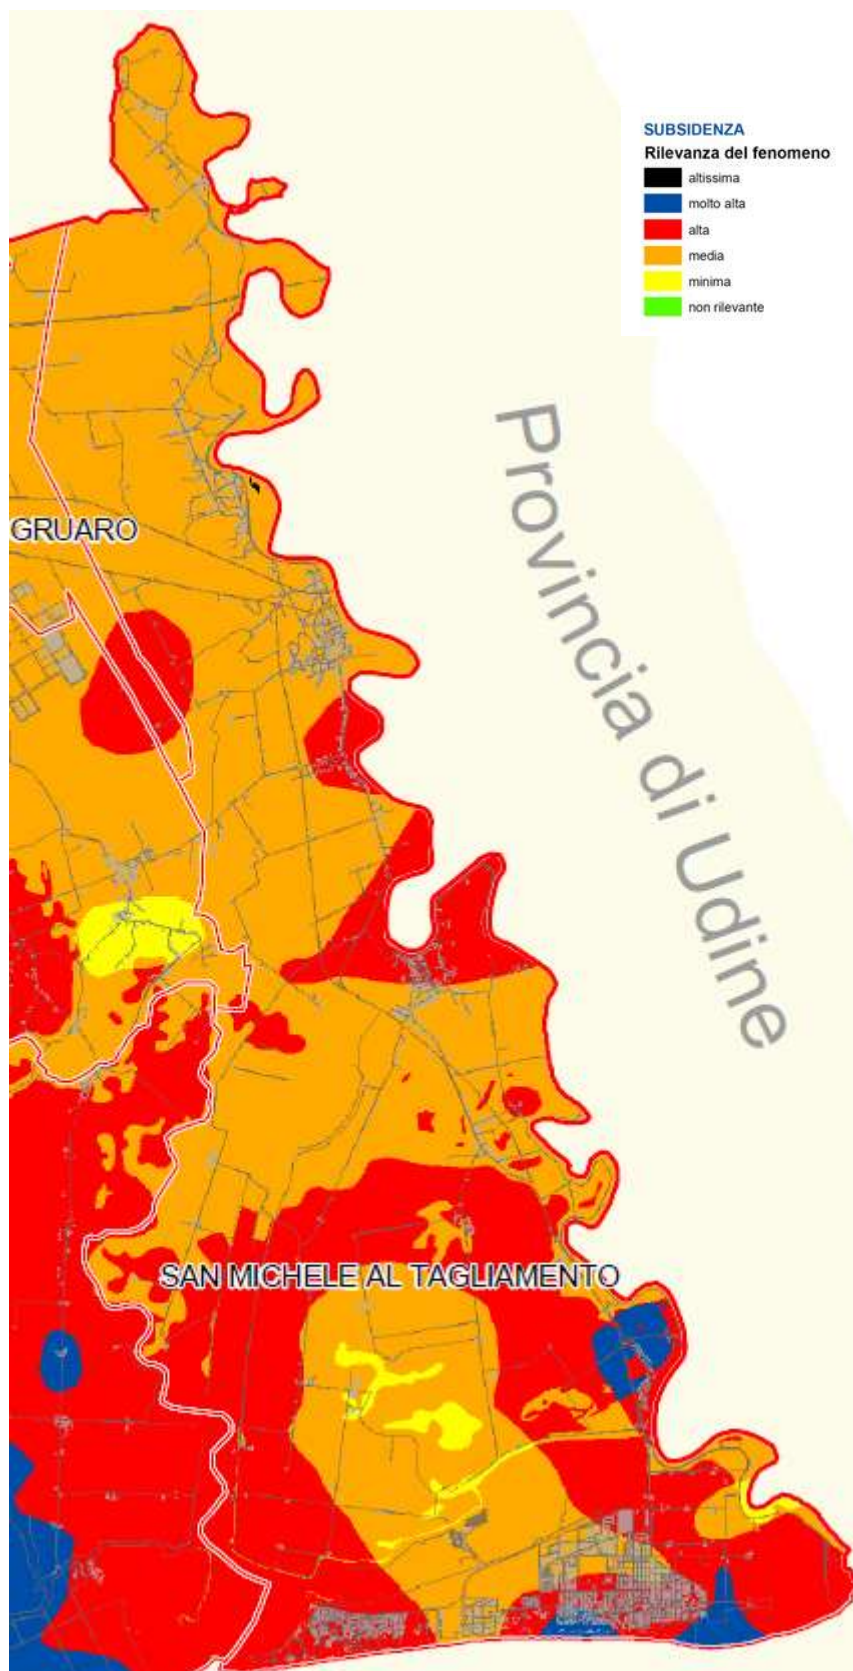 SUBSIDENZA
Rilevanza del fenomeno
altissima
molto alta
alta
media
minima
non rilevante
Provincia di Udine
GRUARO
SAN MICHELE AL TAGLIAMENTO